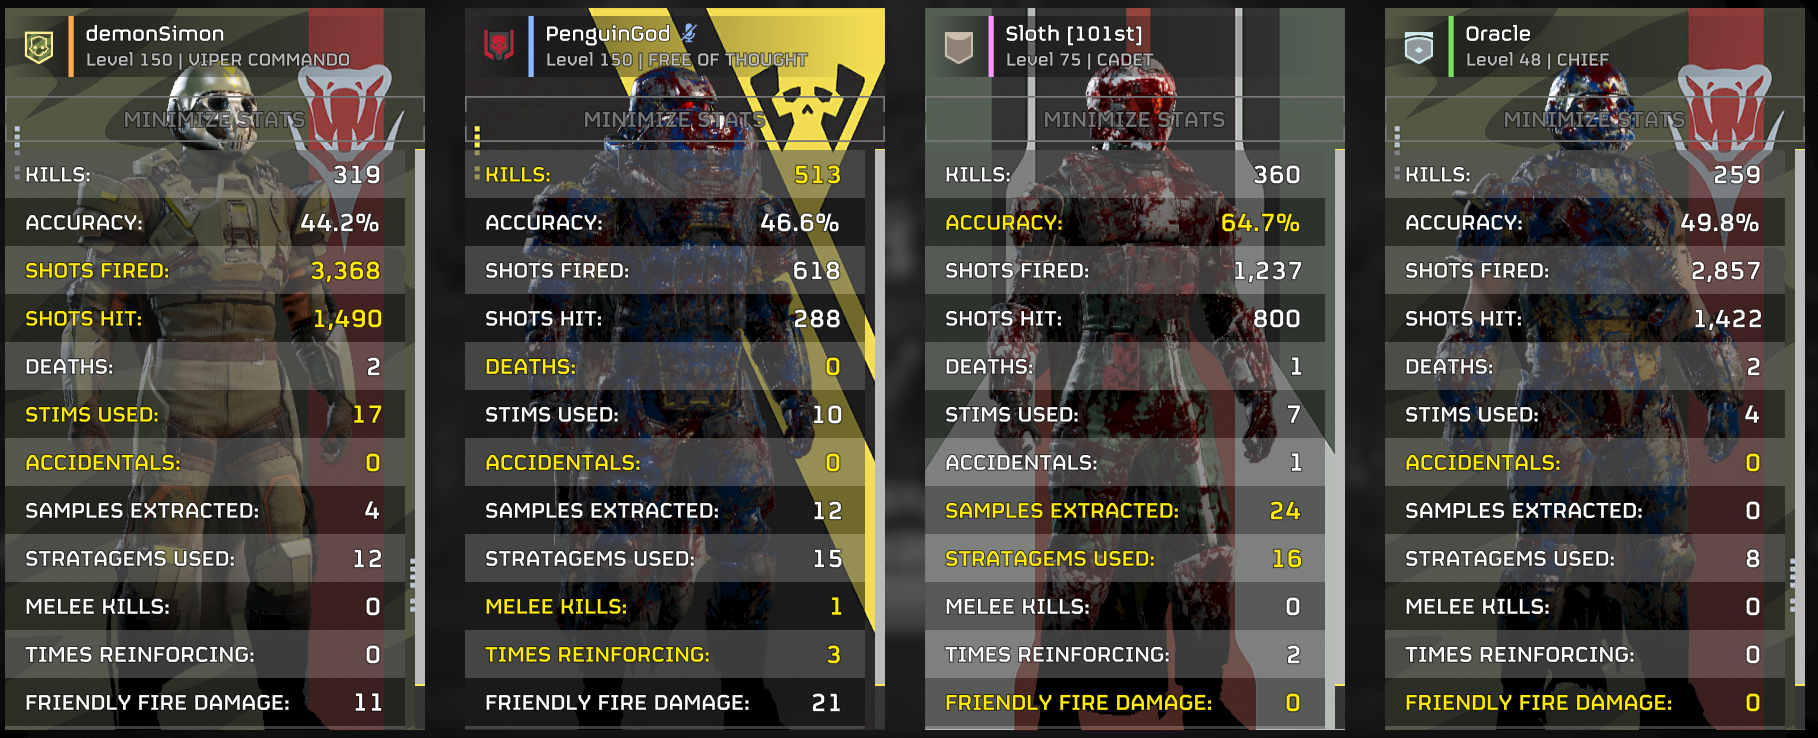 demonSimon
Level 150 | VIPER COMMANDO
MINIMIZE STATS
KILLS: 319
ACCURACY: 44.2%
SHOTS FIRED: 3,368
SHOTS HIT: 1,490
DEATHS: 2
STIMS USED: 17
ACCIDENTALS: 0
SAMPLES EXTRACTED: 4
STRATAGEMS USED: 12
MELEE KILLS: 0
TIMES REINFORCING: 0
FRIENDLY FIRE DAMAGE: 11
PenguinGod
Level 150 | FREE OF THOUGHT
MINIMIZE STATS
KILLS: 513
ACCURACY: 46.6%
SHOTS FIRED: 618
SHOTS HIT: 288
DEATHS: 0
STIMS USED: 10
ACCIDENTALS: 0
SAMPLES EXTRACTED: 12
STRATAGEMS USED: 15
MELEE KILLS: 1
TIMES REINFORCING: 3
FRIENDLY FIRE DAMAGE: 21
Sloth [101st]
Level 75 | CADET
MINIMIZE STATS
KILLS: 360
ACCURACY: 64.7%
SHOTS FIRED: 1,237
SHOTS HIT: 800
DEATHS: 1
STIMS USED: 7
ACCIDENTALS: 1
SAMPLES EXTRACTED: 24
STRATAGEMS USED: 16
MELEE KILLS: 0
TIMES REINFORCING: 2
FRIENDLY FIRE DAMAGE: 0
Oracle
Level 48 | CHIEF
MINIMIZE STATS
KILLS: 259
ACCURACY: 49.8%
SHOTS FIRED: 2,857
SHOTS HIT: 1,422
DEATHS: 2
STIMS USED: 4
ACCIDENTALS: 0
SAMPLES EXTRACTED: 0
STRATAGEMS USED: 8
MELEE KILLS: 0
TIMES REINFORCING: 0
FRIENDLY FIRE DAMAGE: 0